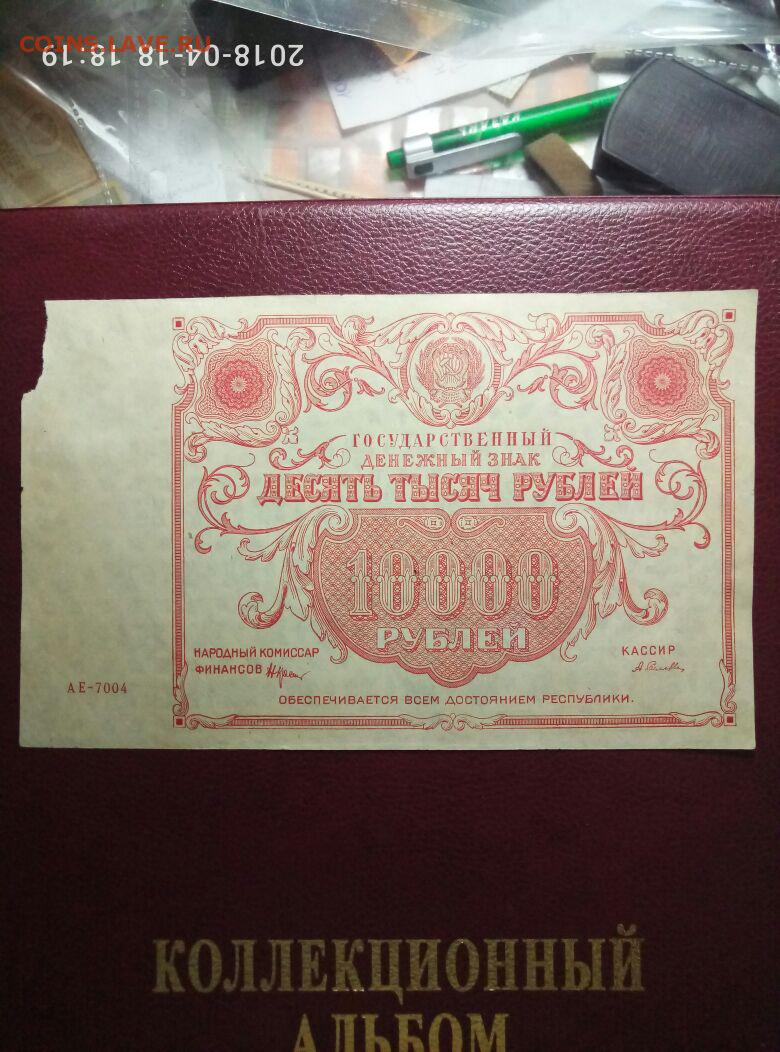 COINS.LAVE.RU
2018-04-18 18:19
ГОСУДАРСТВЕННЫЙ
ДЕНЕЖНЫЙ ЗНАК
ДЕСЯТЬ ТЫСЯЧ РУБЛЕЙ
10000
РУБЛЕЙ
НАРОДНЫЙ КОМИССАР
ФИНАНСОВ
КАССИР
АЕ-7004
ОБЕСПЕЧИВАЕТСЯ ВСЕМ ДОСТОЯНИЕМ РЕСПУБЛИКИ.
КОЛЛЕКЦИОННЫЙ
АЛЬБОМ